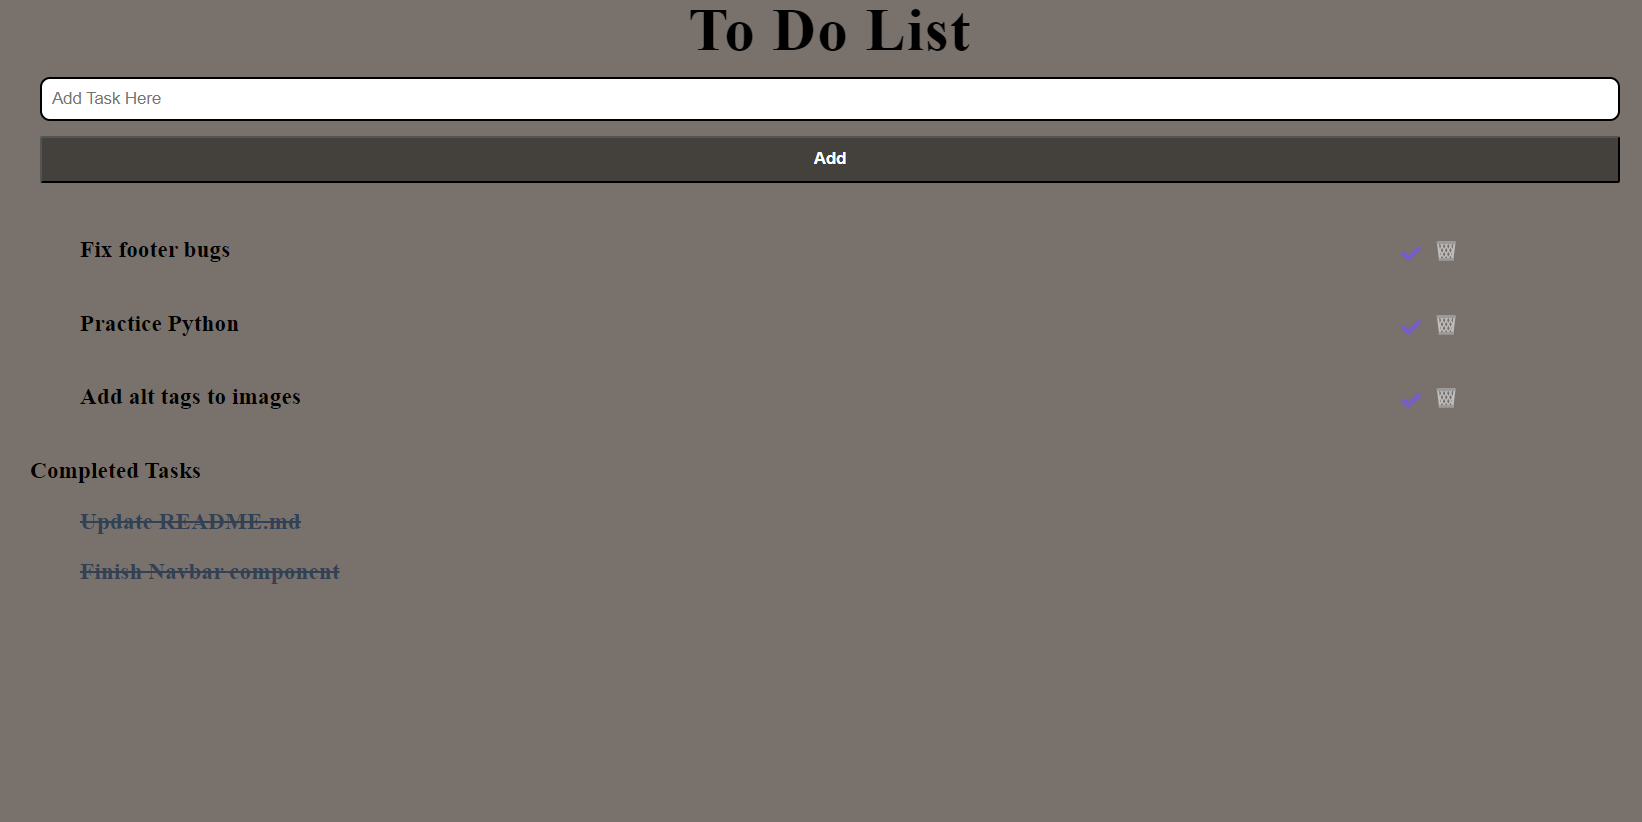 To Do List
Add Task Here
Add
Fix footer bugs
Practice Python
Add alt tags to images
Completed Tasks
Update README.md
Finish Navbar component